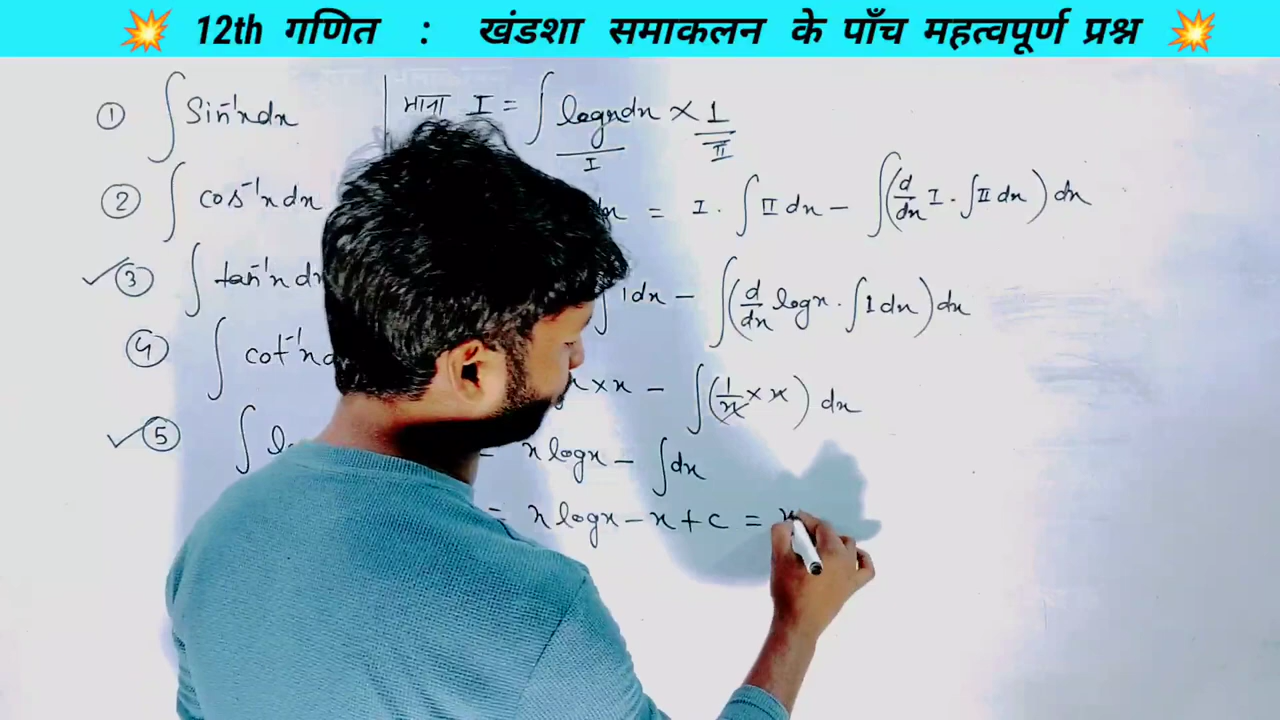 12th गणित : खंडशा समाकलन के पाँच महत्वपूर्ण प्रश्न
① ∫ Sin⁻¹x dx
② ∫ cos⁻¹x dx
✓③ ∫ tan⁻¹x d
④ ∫ cot⁻¹x d
✓⑤ ∫ l
माना I = ∫ logx dx × 1
I II
dx = I · ∫ II dx − ∫(d/dx I · ∫ II dx) dx
∫ 1 dx − ∫(d/dx logx · ∫ 1 dx) dx
x × x − ∫(1/x × x) dx
= x logx − ∫ dx
= x logx − x + c = x